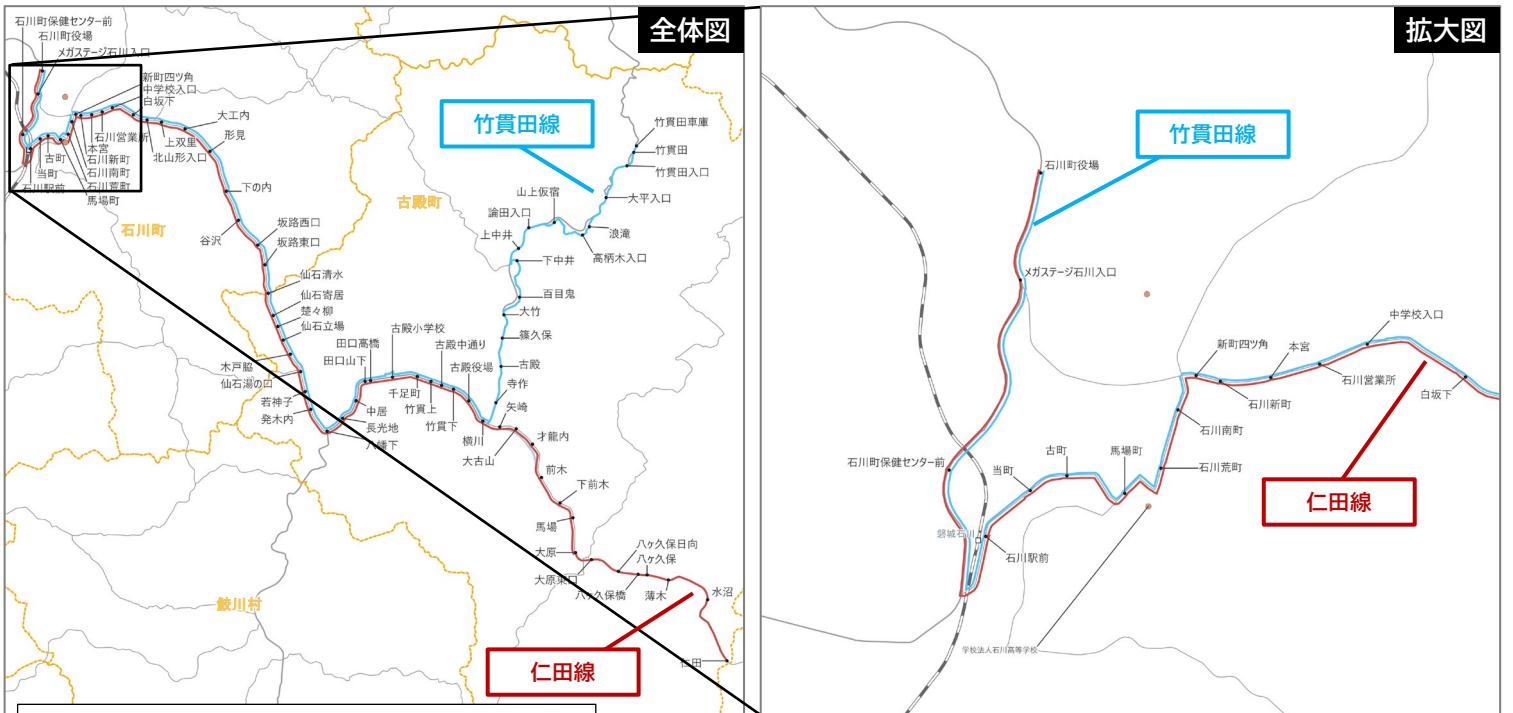 全体図
石川町保健センター前
石川町役場
メガステージ石川入口
新町四ツ角
中学校入口
白坂下
石川営業所
本宮
石川新町
石川南町
石川荒町
馬場町
古町
当町
石川駅前
上双里
北山形入口
大工内
形見
下の内
谷沢
坂路西口
坂路東口
仙石清水
仙石寄居
楚々柳
仙石立場
木戸脇
仙石湯の口
若神子
発木内
八幡下
長光地
中居
田口山下
田口高橋
古殿小学校
千足町
竹貫上
古殿中通り
竹貫下
古殿役場
横川
寺作
古殿
篠久保
大竹
百目鬼
下中井
上中井
論田入口
山上仮宿
高柄木入口
浪滝
大平入口
竹貫田入口
竹貫田
竹貫田車庫
矢崎
大古山
才龍内
前木
下前木
馬場
大原
大原東口
八ヶ久保日向
八ヶ久保
八ヶ久保橋
薄木
水沼
仁田
石川町
古殿町
鮫川村
竹貫田線
仁田線
拡大図
竹貫田線
石川町役場
メガステージ石川入口
石川町保健センター前
磐城石川
石川駅前
当町
古町
馬場町
石川荒町
石川南町
新町四ツ角
石川新町
本宮
石川営業所
中学校入口
白坂下
仁田線
学校法人石川高等学校